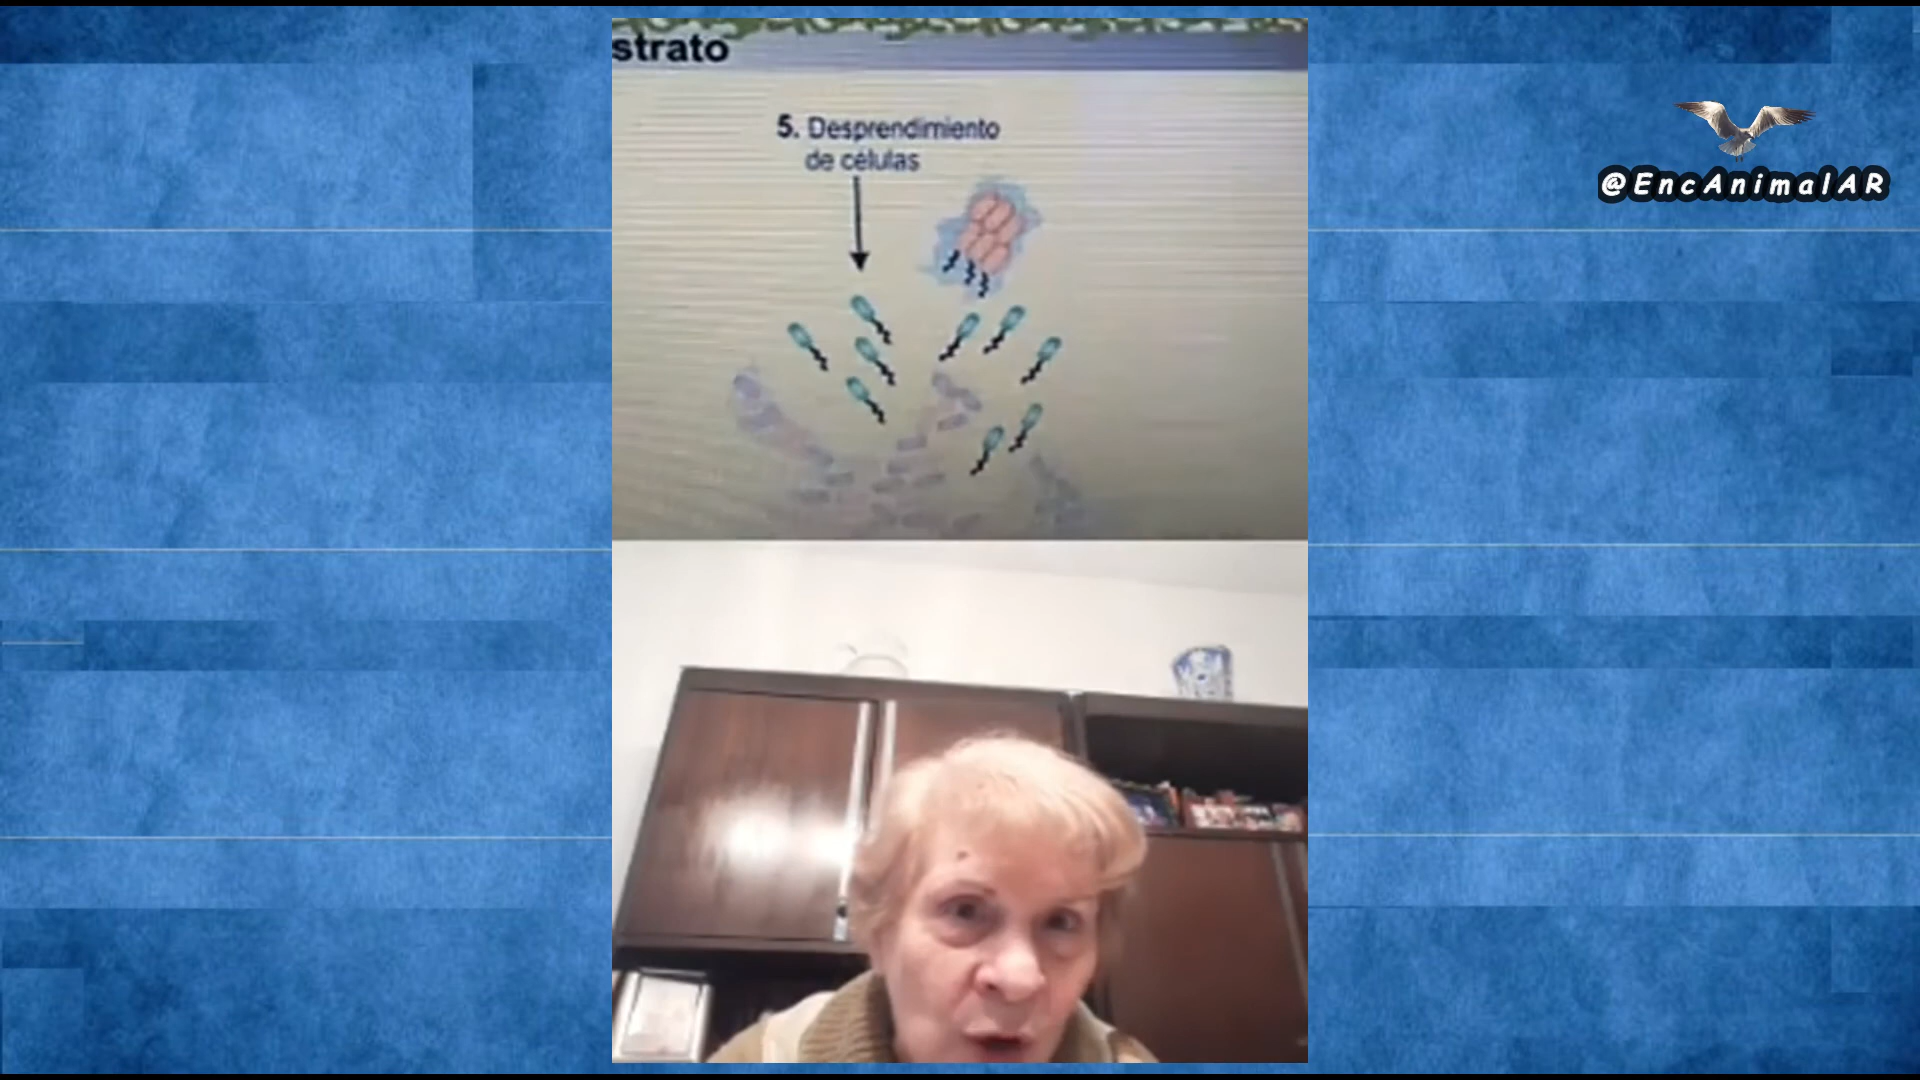 strato
5. Desprendimiento
de células
@EncAnimalAR